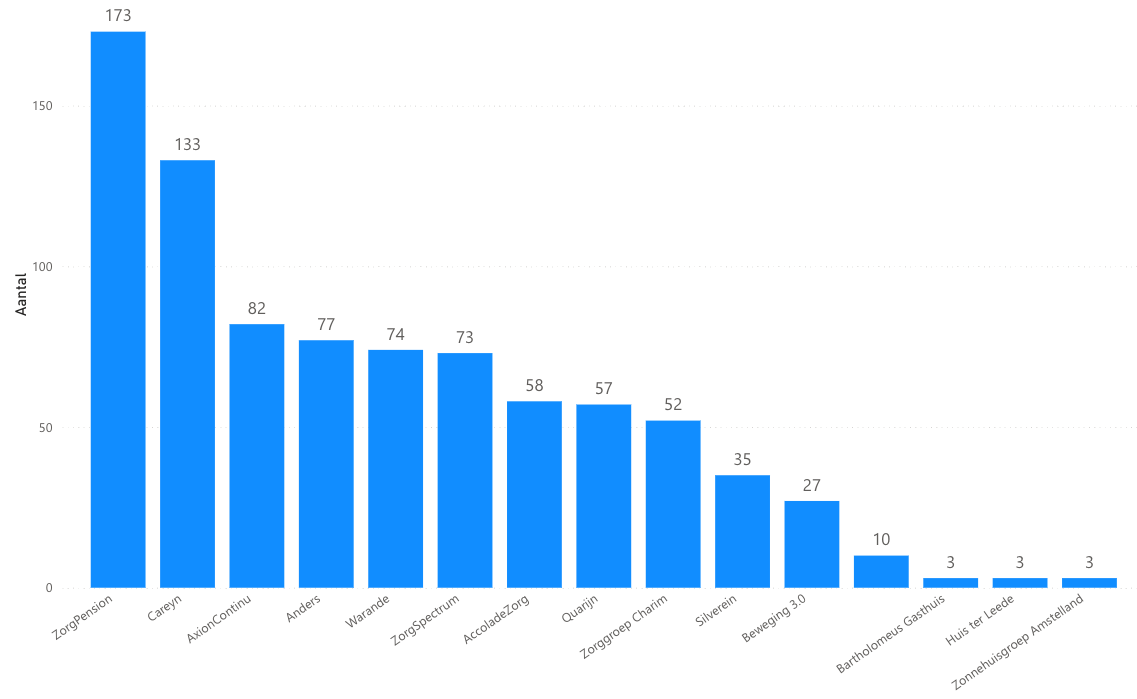 173
133
82
77
74
73
58
57
52
35
27
10
3
3
3
150
100
50
0
Aantal
ZorgPension
Careyn
AxionContinu
Anders
Warande
ZorgSpectrum
AccoladeZorg
Quarijn
Zorggroep Charim
Silverein
Beweging 3.0
Bartholomeus Gasthuis
Huis ter Leede
Zonnehuisgroep Amstelland